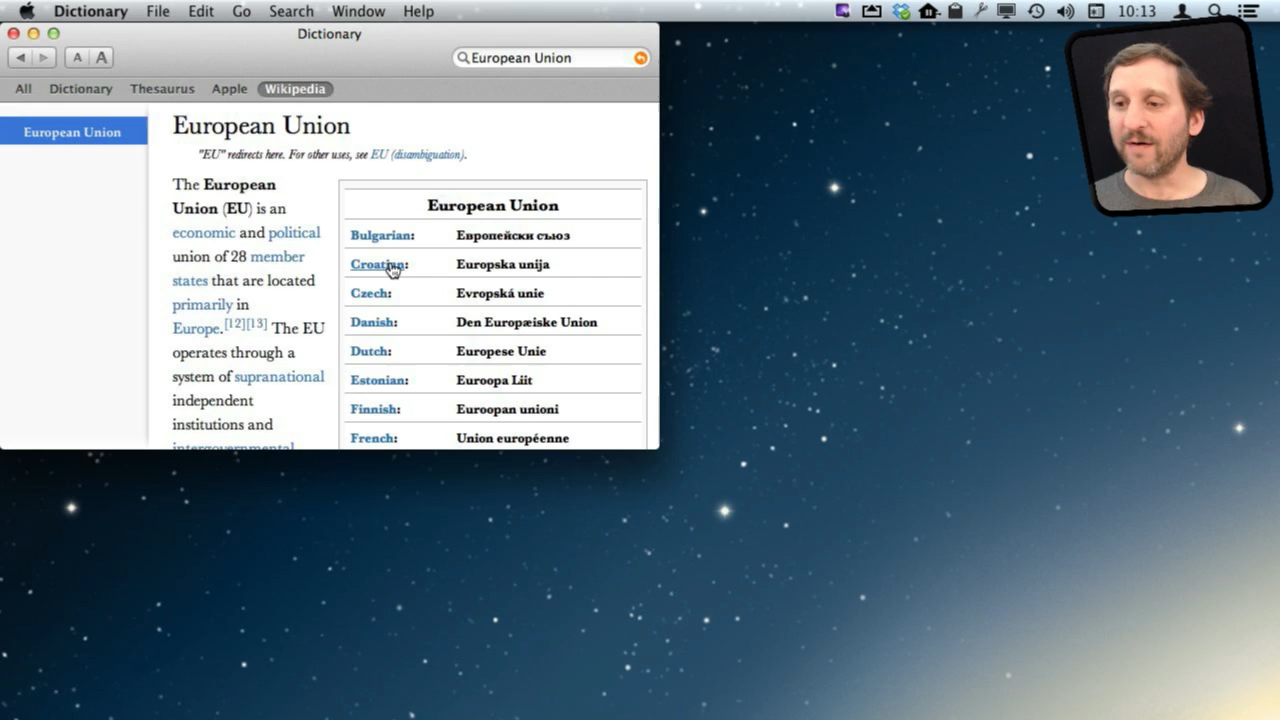 Dictionary File Edit Go Search Window Help 10:13
Dictionary
A A European Union
All Dictionary Thesaurus Apple Wikipedia
European Union
European Union
"EU" redirects here. For other uses, see EU (disambiguation).
The European
Union (EU) is an
economic and political
union of 28 member
states that are located
primarily in
Europe.[12][13] The EU
operates through a
system of supranational
independent
institutions and
intergovernmental
European Union
Bulgarian: Европейски съюз
Croatian: Europska unija
Czech: Evropská unie
Danish: Den Europæiske Union
Dutch: Europese Unie
Estonian: Euroopa Liit
Finnish: Euroopan unioni
French: Union européenne